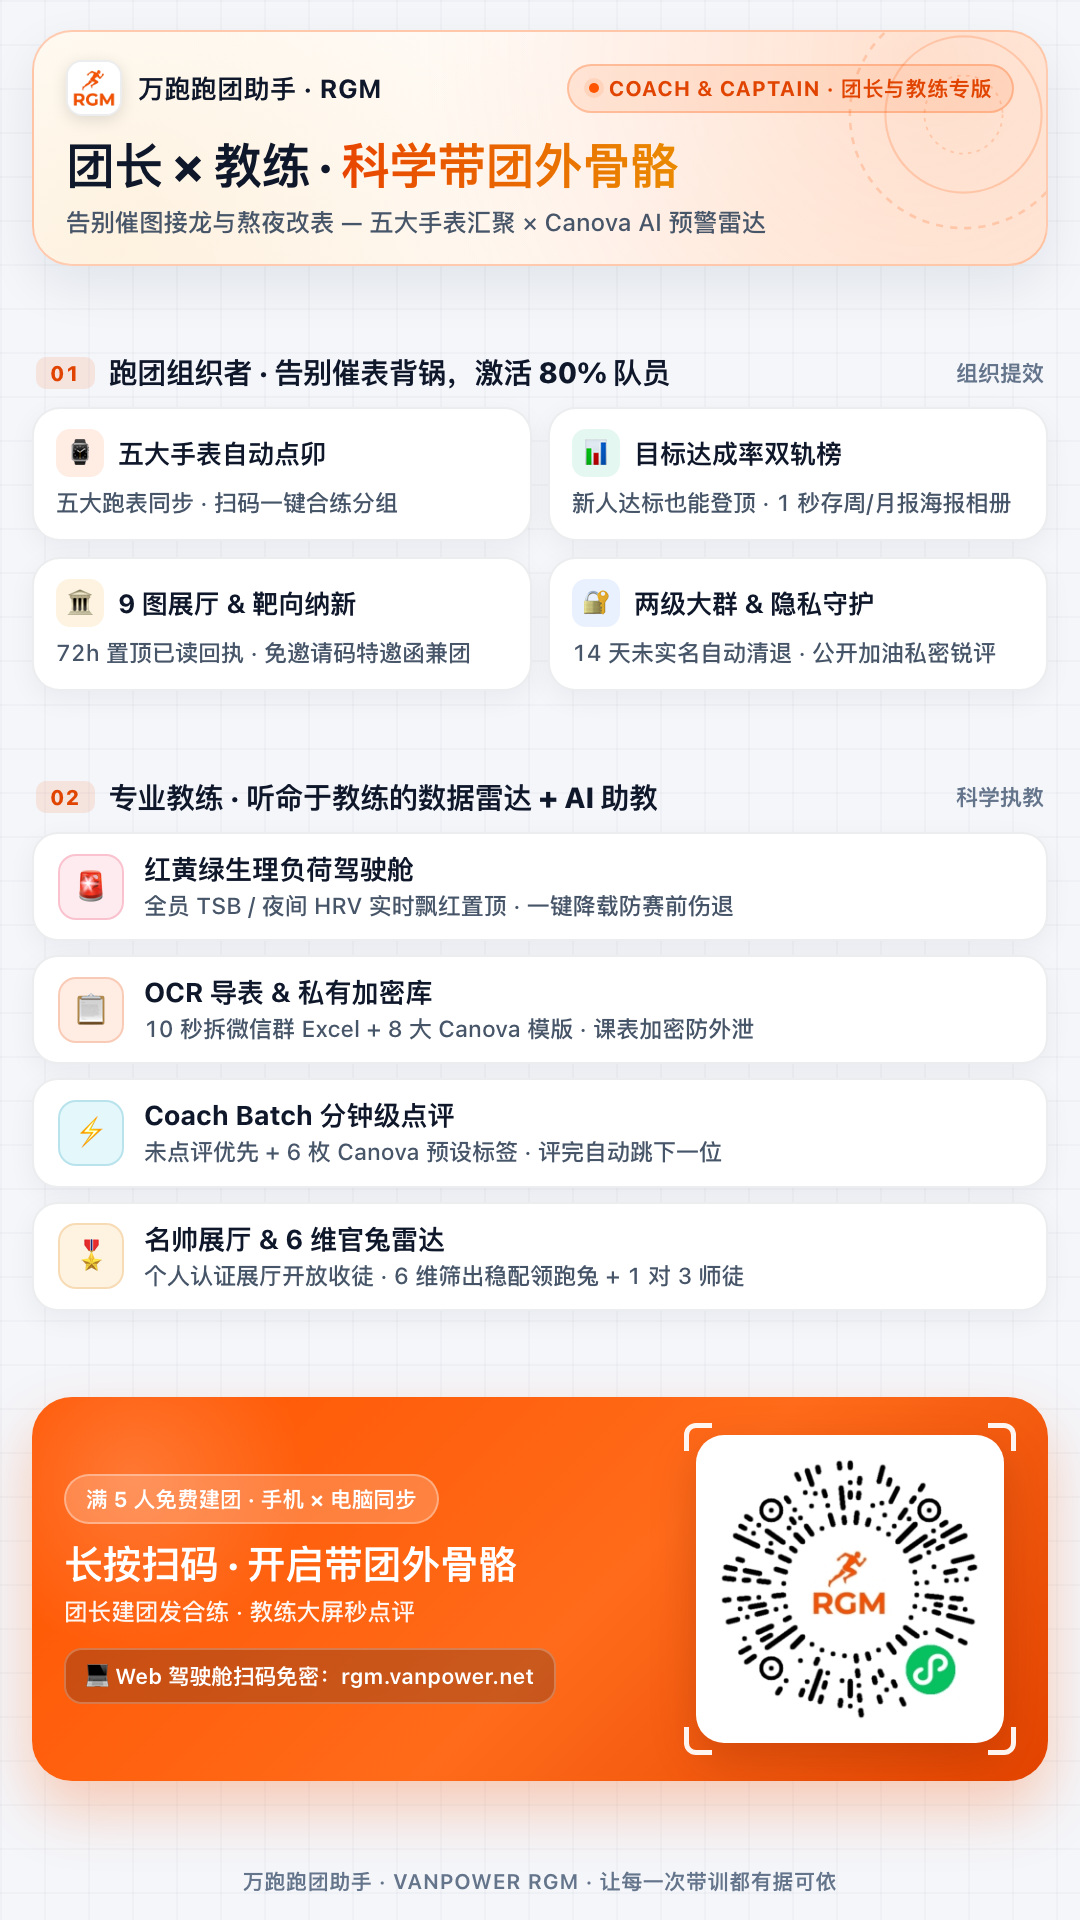 RGM
万跑跑团助手 · RGM
COACH & CAPTAIN · 团长与教练专版
团长 × 教练 · 科学带团外骨骼
告别催图接龙与熬夜改表 — 五大手表汇聚 × Canova AI 预警雷达
01 跑团组织者 · 告别催表背锅，激活 80% 队员
组织提效
五大手表自动点卯
五大跑表同步 · 扫码一键合练分组
目标达成率双轨榜
新人达标也能登顶 · 1 秒存周/月报海报相册
9 图展厅 & 靶向纳新
72h 置顶已读回执 · 免邀请码特邀函兼团
两级大群 & 隐私守护
14 天未实名自动清退 · 公开加油私密锐评
02 专业教练 · 听命于教练的数据雷达 + AI 助教
科学执教
红黄绿生理负荷驾驶舱
全员 TSB / 夜间 HRV 实时飘红置顶 · 一键降载防赛前伤退
OCR 导表 & 私有加密库
10 秒拆微信群 Excel + 8 大 Canova 模版 · 课表加密防外泄
Coach Batch 分钟级点评
未点评优先 + 6 枚 Canova 预设标签 · 评完自动跳下一位
名帅展厅 & 6 维官兔雷达
个人认证展厅开放收徒 · 6 维筛出稳配领跑兔 + 1 对 3 师徒
满 5 人免费建团 · 手机 × 电脑同步
长按扫码 · 开启带团外骨骼
团长建团发合练 · 教练大屏秒点评
Web 驾驶舱扫码免密：rgm.vanpower.net
RGM
万跑跑团助手 · VANPOWER RGM · 让每一次带训都有据可依